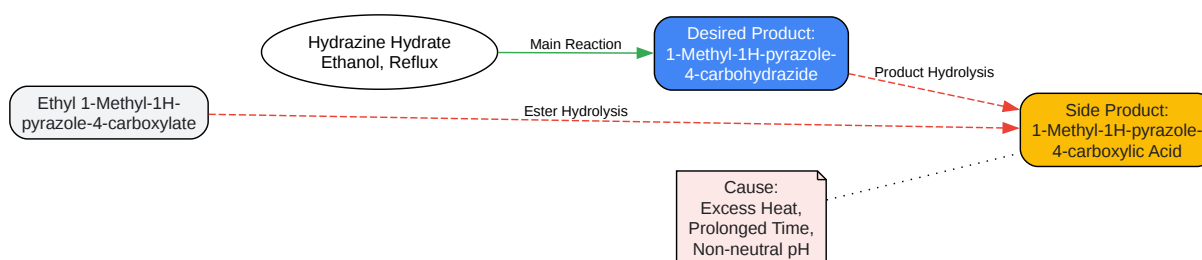 Hydrazine Hydrate
Ethanol, Reflux
Main Reaction
Desired Product:
1-Methyl-1H-pyrazole-
4-carbohydrazide
Product Hydrolysis
Ethyl 1-Methyl-1H-
pyrazole-4-carboxylate
Ester Hydrolysis
Side Product:
1-Methyl-1H-pyrazole-
4-carboxylic Acid
Cause:
Excess Heat,
Prolonged Time,
Non-neutral pH